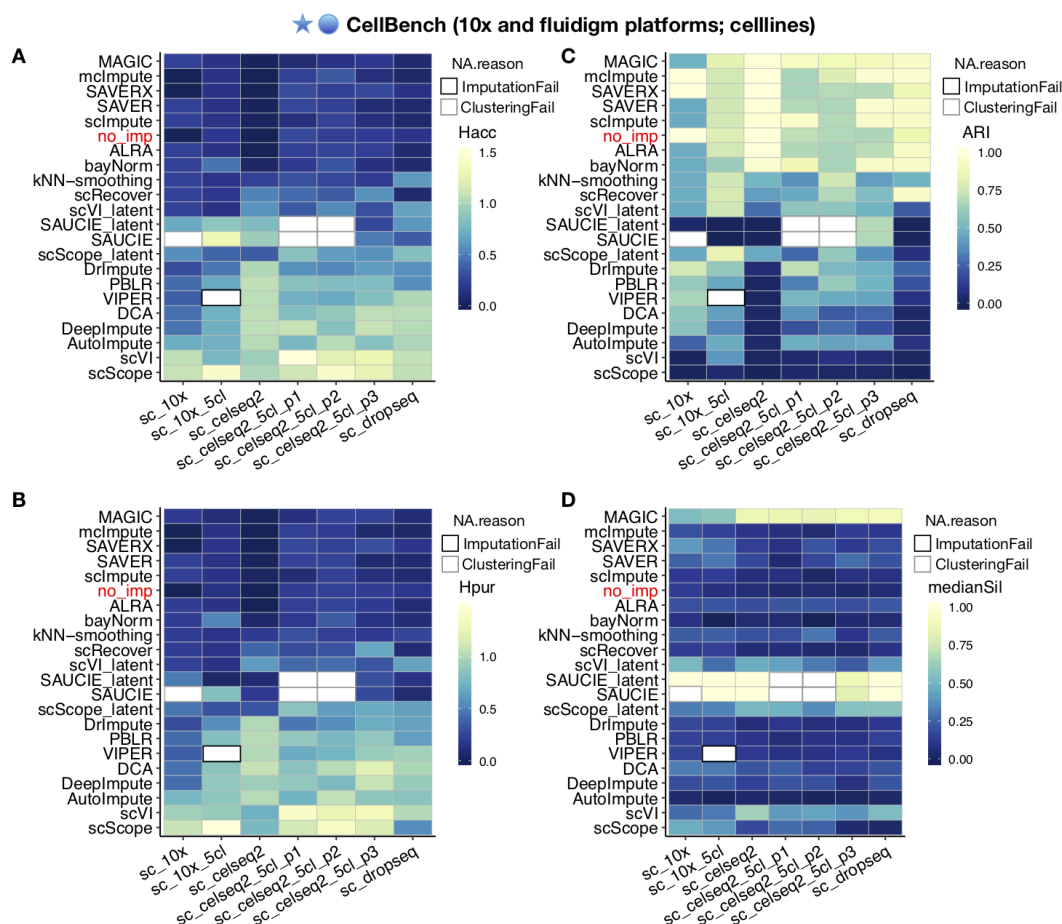 CellBench (10x and fluidigm platforms; celllines)
A
MAGIC
mcImpute
SAVERX
SAVER
scImpute
no_imp
ALRA
bayNorm
kNN−smoothing
scRecover
scVI_latent
SAUCIE_latent
SAUCIE
scScope_latent
DrImpute
PBLR
VIPER
DCA
DeepImpute
AutoImpute
scVI
scScope
sc_10x
sc_10x_5cl
sc_celseq2
sc_celseq2_5cl_p1
sc_celseq2_5cl_p2
sc_celseq2_5cl_p3
sc_dropseq
NA.reason
ImputationFail
ClusteringFail
Hacc
1.5
1.0
0.5
0.0
C
MAGIC
mcImpute
SAVERX
SAVER
scImpute
no_imp
ALRA
bayNorm
kNN−smoothing
scRecover
scVI_latent
SAUCIE_latent
SAUCIE
scScope_latent
DrImpute
PBLR
VIPER
DCA
DeepImpute
AutoImpute
scVI
scScope
sc_10x
sc_10x_5cl
sc_celseq2
sc_celseq2_5cl_p1
sc_celseq2_5cl_p2
sc_celseq2_5cl_p3
sc_dropseq
NA.reason
ImputationFail
ClusteringFail
ARI
1.00
0.75
0.50
0.25
0.00
B
MAGIC
mcImpute
SAVERX
SAVER
scImpute
no_imp
ALRA
bayNorm
kNN−smoothing
scRecover
scVI_latent
SAUCIE_latent
SAUCIE
scScope_latent
DrImpute
PBLR
VIPER
DCA
DeepImpute
AutoImpute
scVI
scScope
sc_10x
sc_10x_5cl
sc_celseq2
sc_celseq2_5cl_p1
sc_celseq2_5cl_p2
sc_celseq2_5cl_p3
sc_dropseq
NA.reason
ImputationFail
ClusteringFail
Hpur
1.0
0.5
0.0
D
MAGIC
mcImpute
SAVERX
SAVER
scImpute
no_imp
ALRA
bayNorm
kNN−smoothing
scRecover
scVI_latent
SAUCIE_latent
SAUCIE
scScope_latent
DrImpute
PBLR
VIPER
DCA
DeepImpute
AutoImpute
scVI
scScope
sc_10x
sc_10x_5cl
sc_celseq2
sc_celseq2_5cl_p1
sc_celseq2_5cl_p2
sc_celseq2_5cl_p3
sc_dropseq
NA.reason
ImputationFail
ClusteringFail
medianSil
1.00
0.75
0.50
0.25
0.00